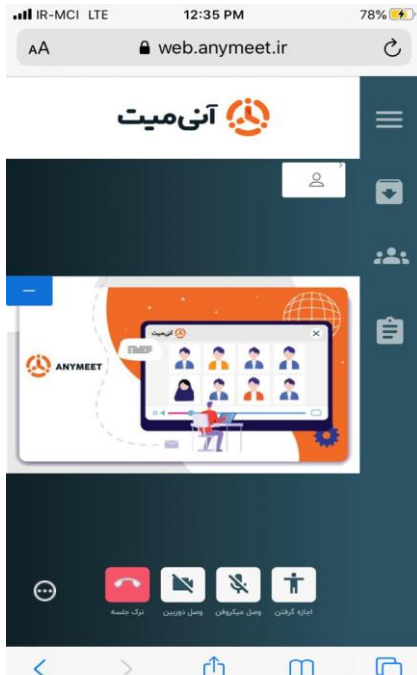 IR-MCI LTE 12:35 PM 78%
AA web.anymeet.ir
آنی‌میت
آنی‌میت
ANYMEET
ترک جلسه وصل دوربین وصل میکروفن اجازه گرفتن